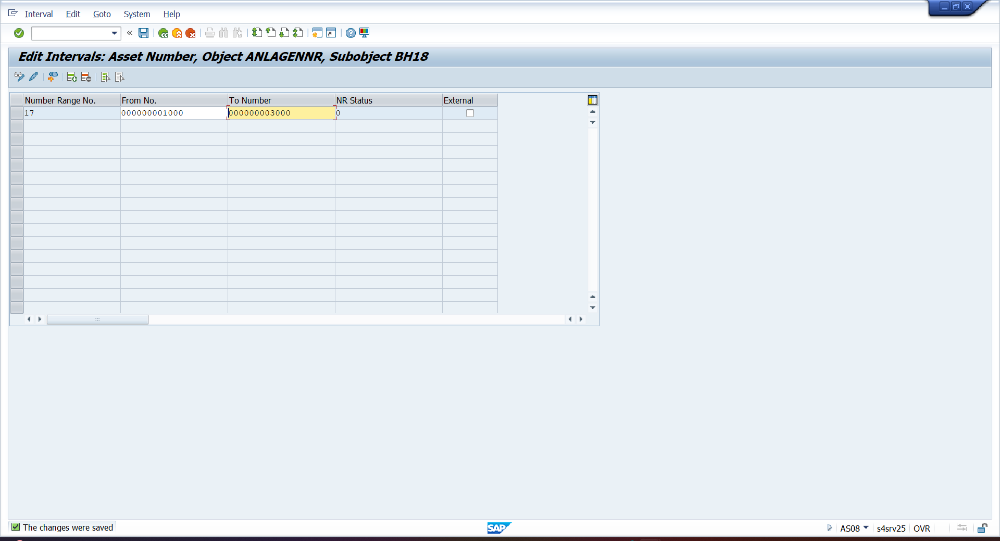 Interval Edit Goto System Help
Edit Intervals: Asset Number, Object ANLAGENNR, Subobject BH18
Number Range No. From No. To Number NR Status External
17 000000001000 000000003000 0
The changes were saved
SAP
AS08 s4srv25 OVR